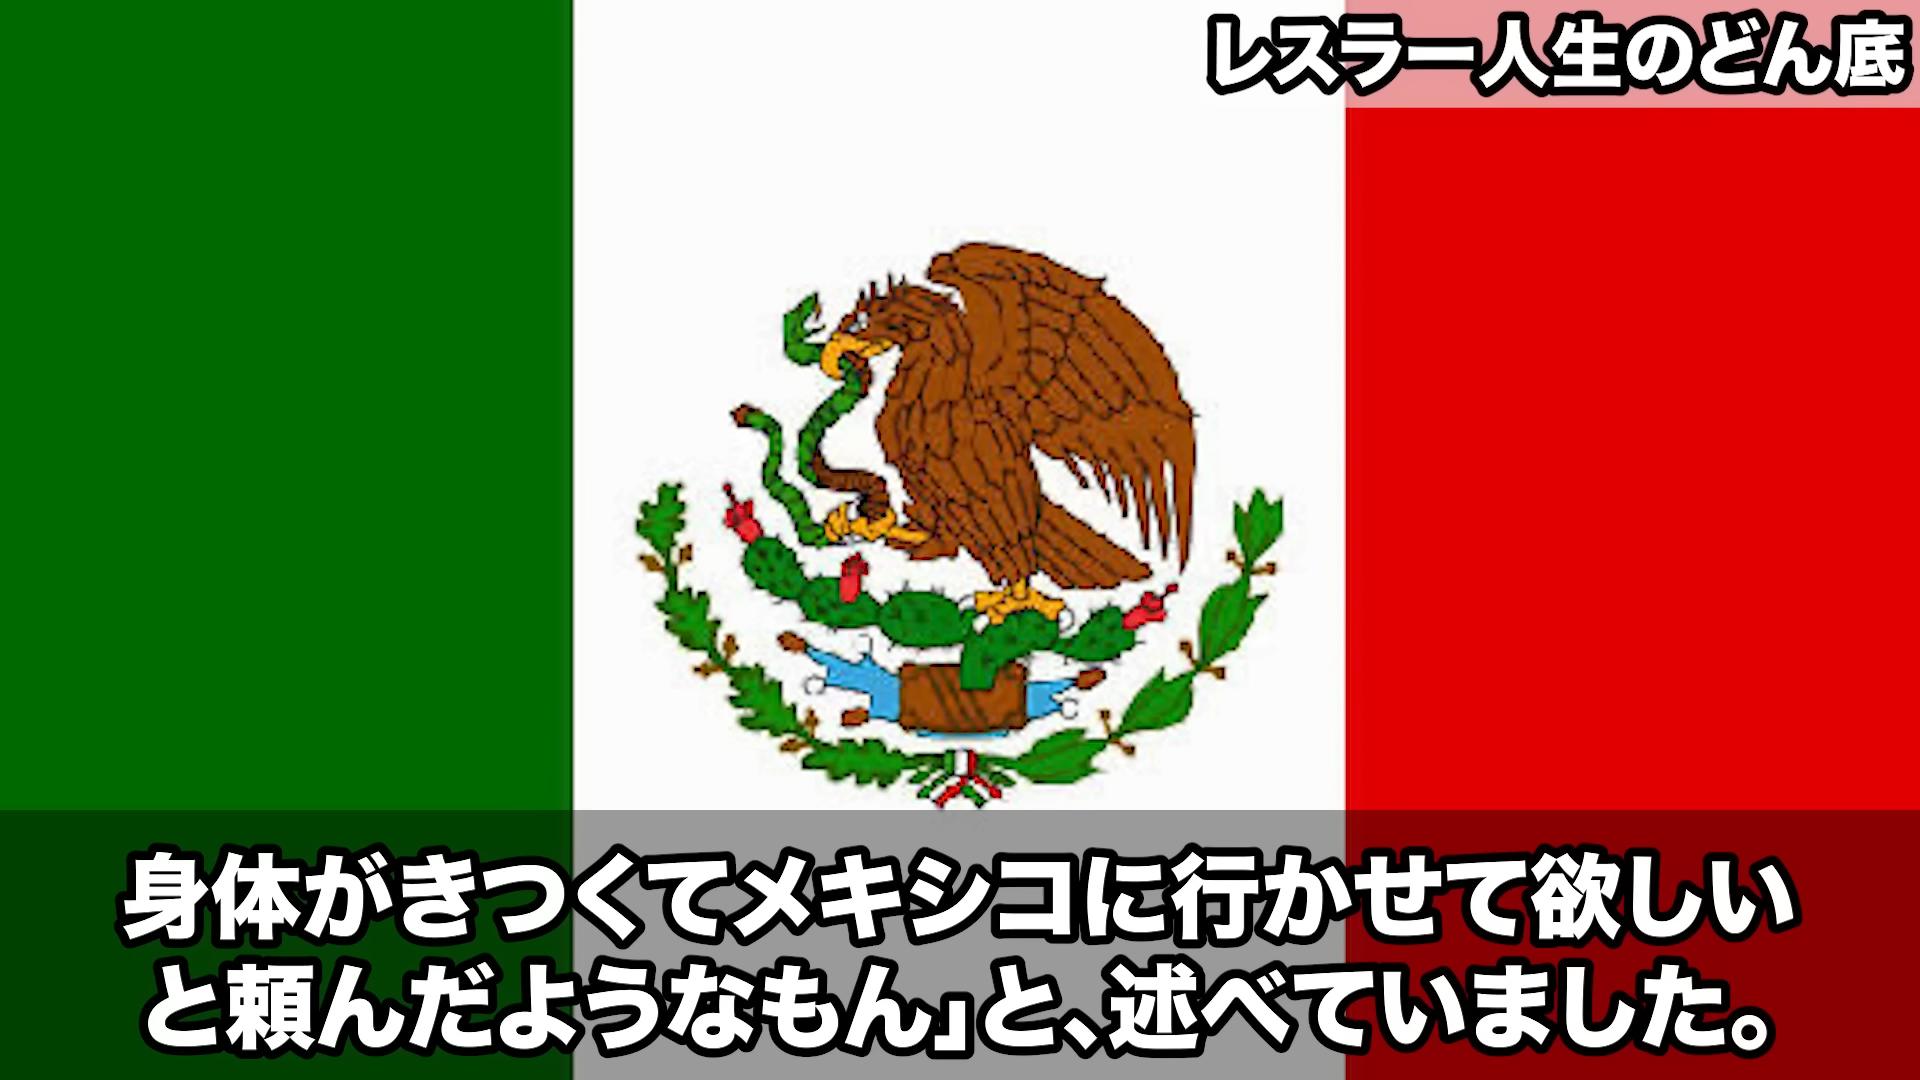 レスラー人生のどん底
身体がきつくてメキシコに行かせて欲しい
と頼んだようなもん」と、述べていました。